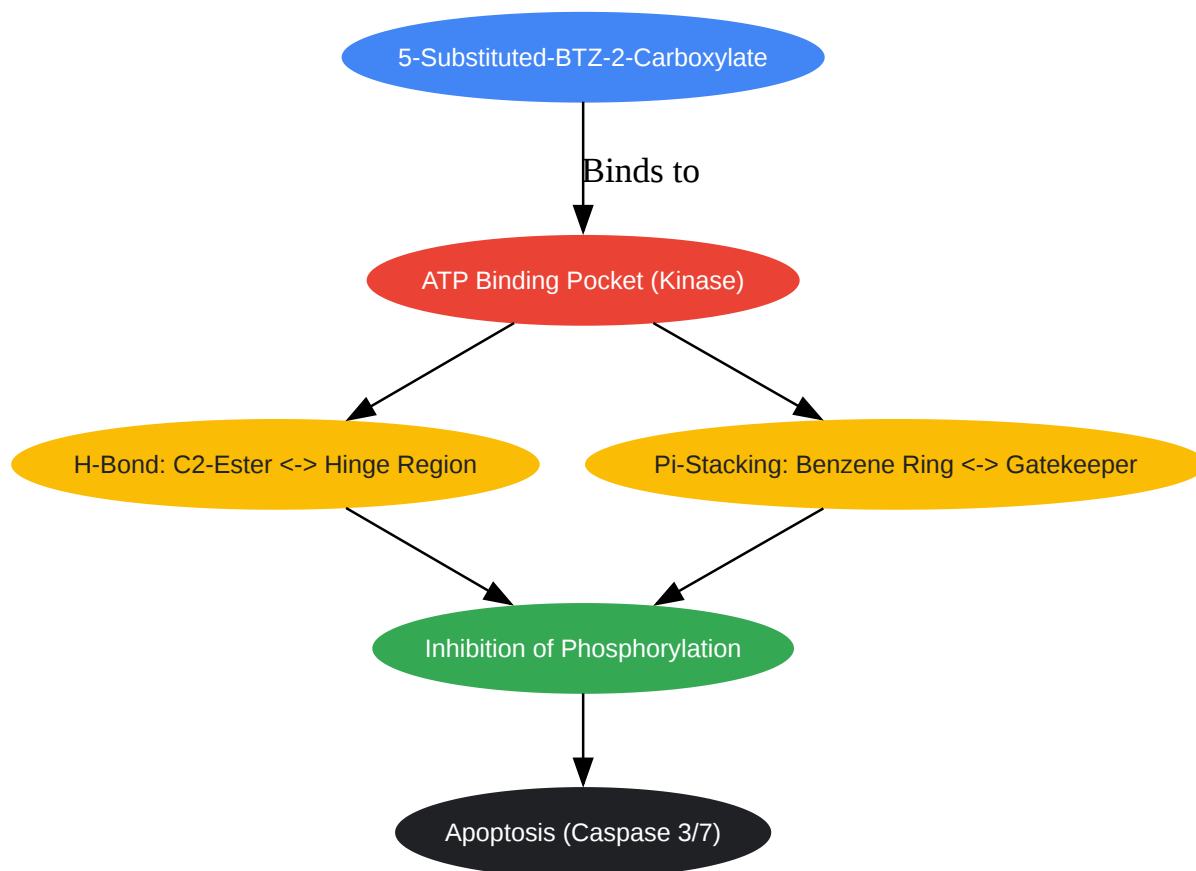 5-Substituted-BTZ-2-Carboxylate
Binds to
ATP Binding Pocket (Kinase)
H-Bond: C2-Ester <-> Hinge Region
Pi-Stacking: Benzene Ring <-> Gatekeeper
Inhibition of Phosphorylation
Apoptosis (Caspase 3/7)